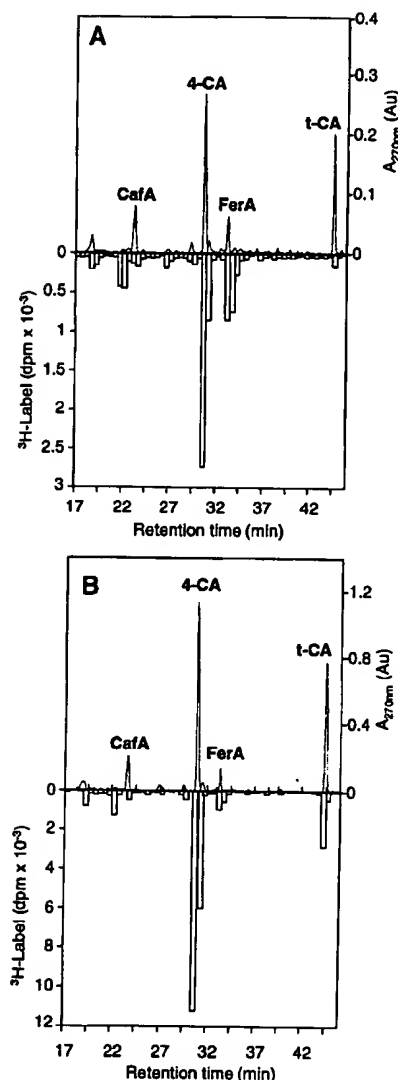 A
4-CA
t-CA
CafA
FerA
0.4
0.3
0.2
0.1
0
A270nm (Au)
0
0.5
1
1.5
2
2.5
3
³H-Label (dpm x 10⁻³)
17 22 27 32 37 42
Retention time (min)
B
4-CA
t-CA
CafA
FerA
1.2
0.8
0.4
0
A270nm (Au)
0
2
4
6
8
10
12
³H-Label (dpm x 10⁻³)
17 22 27 32 37 42
Retention time (min)